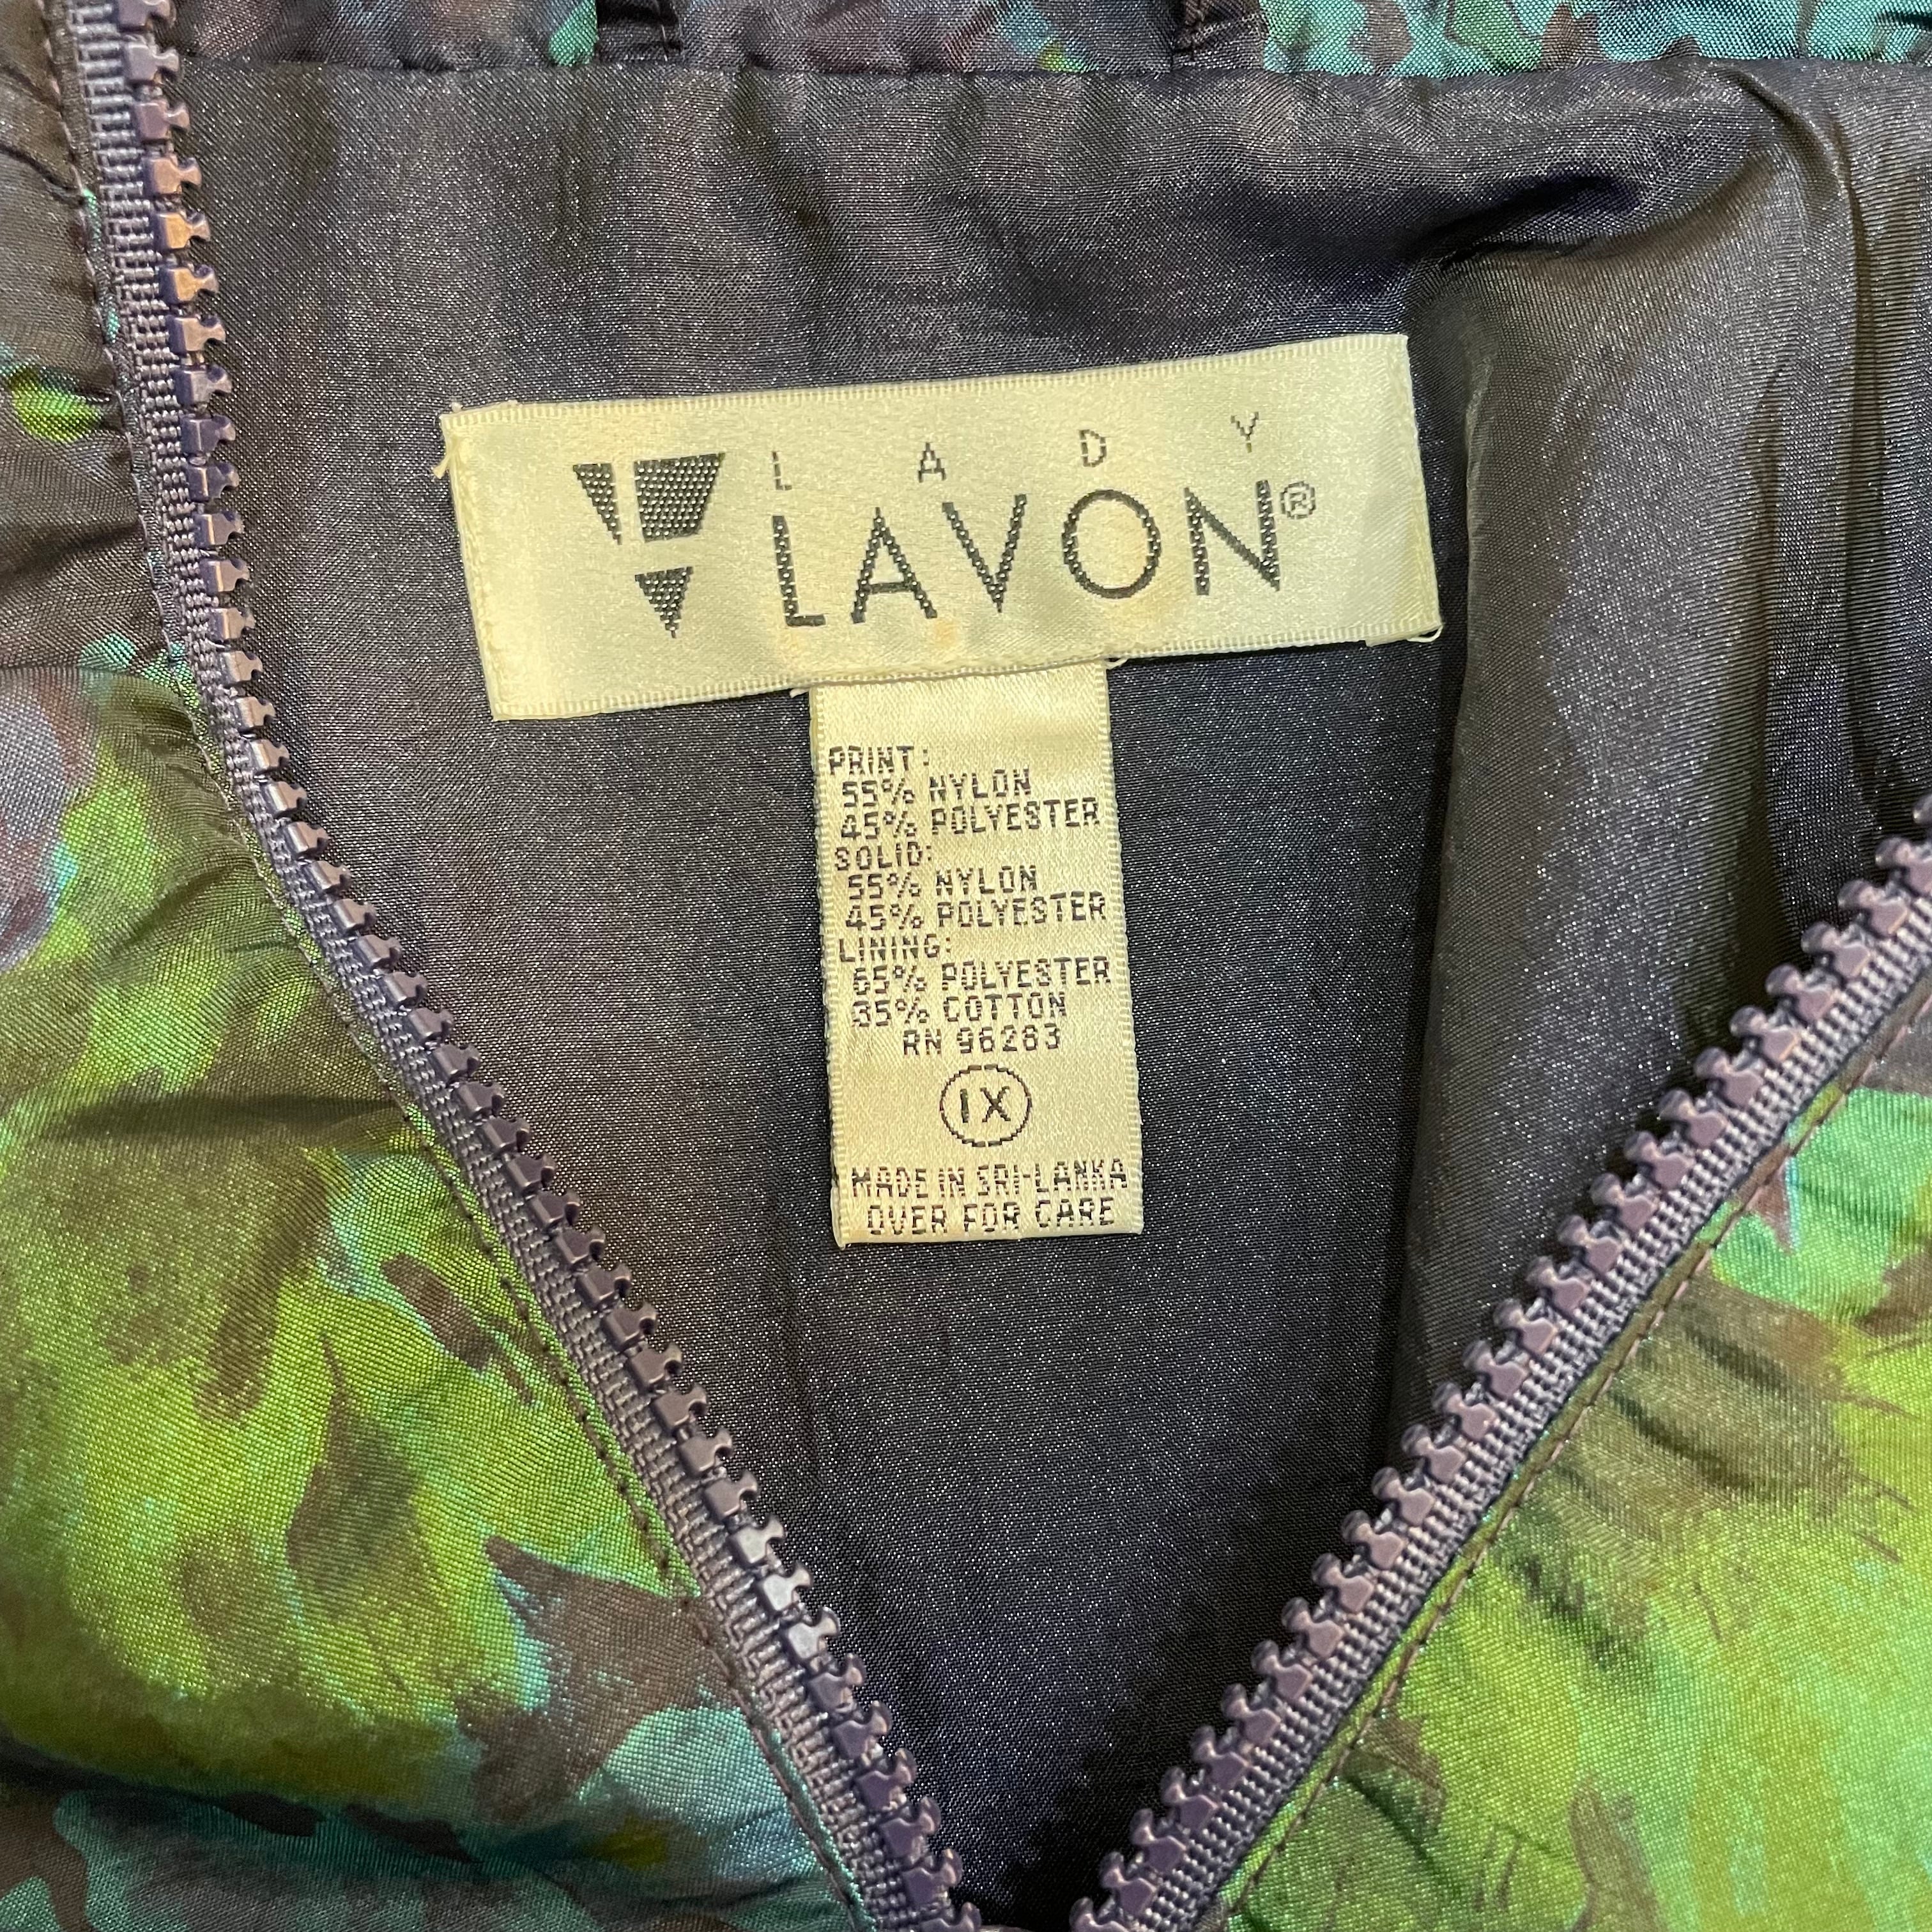 LADY
LAVON®
PRINT:
55% NYLON
45% POLYESTER
SOLID:
55% NYLON
45% POLYESTER
LINING:
65% POLYESTER
35% COTTON
RN 96263
1X
MADE IN SRI-LANKA
OVER FOR CARE